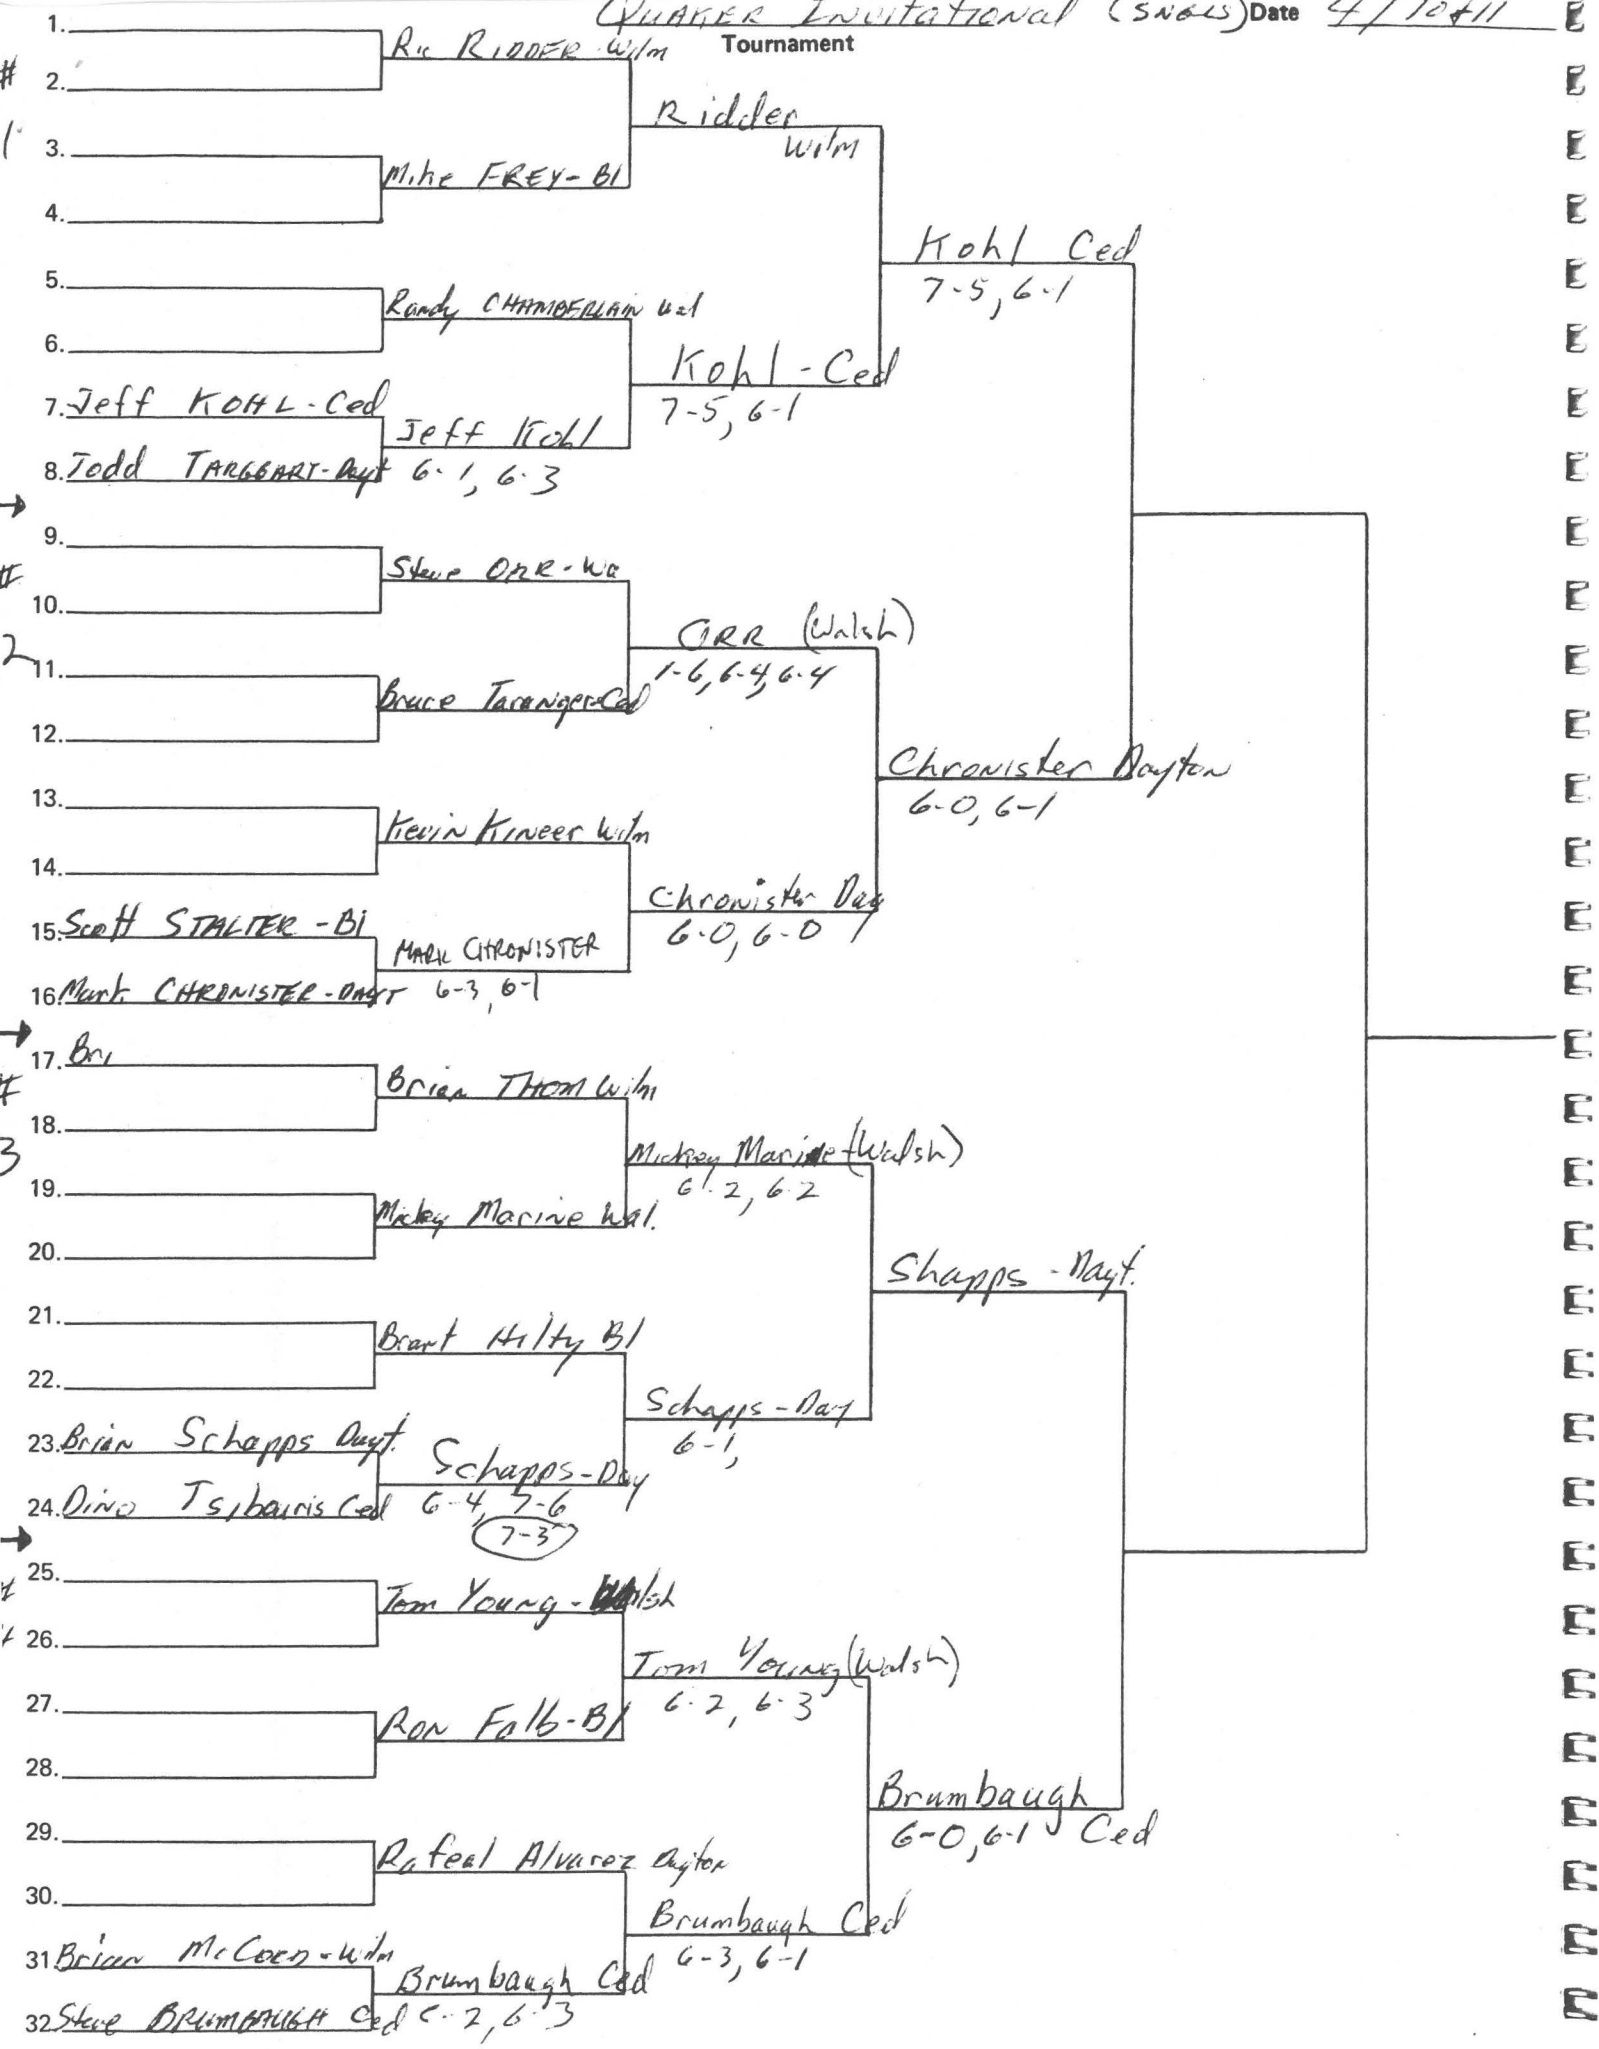 Quaker Invitational (SNGLS) Date 4/10+11
Tournament
1.
Ric RIDDER Wilm
#
2.
Ridder
Wilm
1
3.
Mike FREY-Bl
4.
Kohl Ced
7-5, 6-1
5.
Randy CHAMBERLAIN Wal
6.
Kohl-Ced
7-5, 6-1
7. Jeff KOHL-Ced
Jeff Kohl
8. Todd TARGGART-Dayt
6-1, 6-3
→
9.
Steve ORR-Wa
#
10.
ORR (Walsh)
1-6, 6-4, 6-4
2
11.
Bruce Taranger-Ced
12.
Chronister Dayton
6-0, 6-1
13.
Kevin Kineer Wilm
14.
Chronister Day
6-0, 6-0
15. Scott STALTER-Bl
MARK CHRONISTER
16. Mark CHRONISTER-DAYT
6-3, 6-1
→
17. Bri
Brian THOM Wilm
#
18.
Mickey Marine (Walsh)
6-2, 6-2
3
19.
Mickey Marine Wal.
20.
Shapps-Dayt.
21.
Brant Hilty Bl
22.
Schapps-Day
6-1,
23. Brian Schapps Dayt.
Schapps-Day
24. Dino Tsibouris Ced
6-4, 7-6
7-3
→
25.
Tom Young-Walsh
#
26.
Tom Young (Walsh)
6-2, 6-3
27.
Ron Falb-Bl
28.
Brumbaugh
Ced
6-0, 6-1
29.
Rafeal Alvarez Dayton
30.
Brumbaugh Ced
6-3, 6-1
31 Brian McCoen-Wilm
Brumbaugh Ced
32 Steve BRUMBAUGH Ced
6-2, 6-3